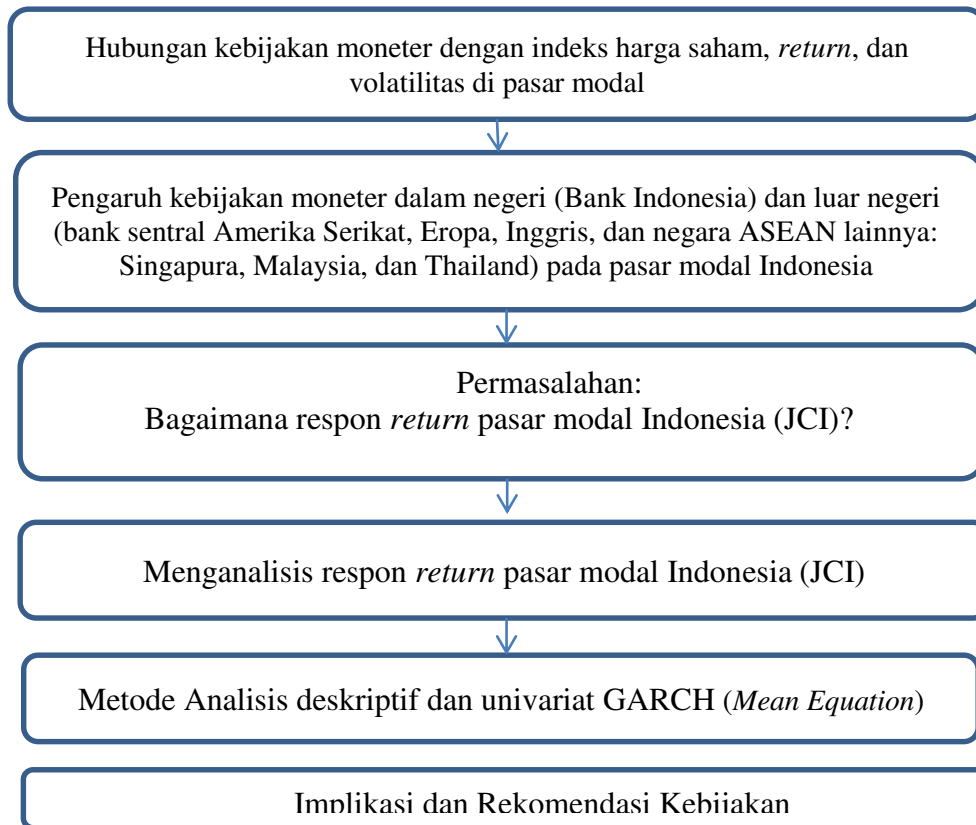 Hubungan kebijakan moneter dengan indeks harga saham, return, dan
volatilitas di pasar modal
Pengaruh kebijakan moneter dalam negeri (Bank Indonesia) dan luar negeri
(bank sentral Amerika Serikat, Eropa, Inggris, dan negara ASEAN lainnya:
Singapura, Malaysia, dan Thailand) pada pasar modal Indonesia
Permasalahan:
Bagaimana respon return pasar modal Indonesia (JCI)?
Menganalisis respon return pasar modal Indonesia (JCI)
Metode Analisis deskriptif dan univariat GARCH (Mean Equation)
Implikasi dan Rekomendasi Kebijakan